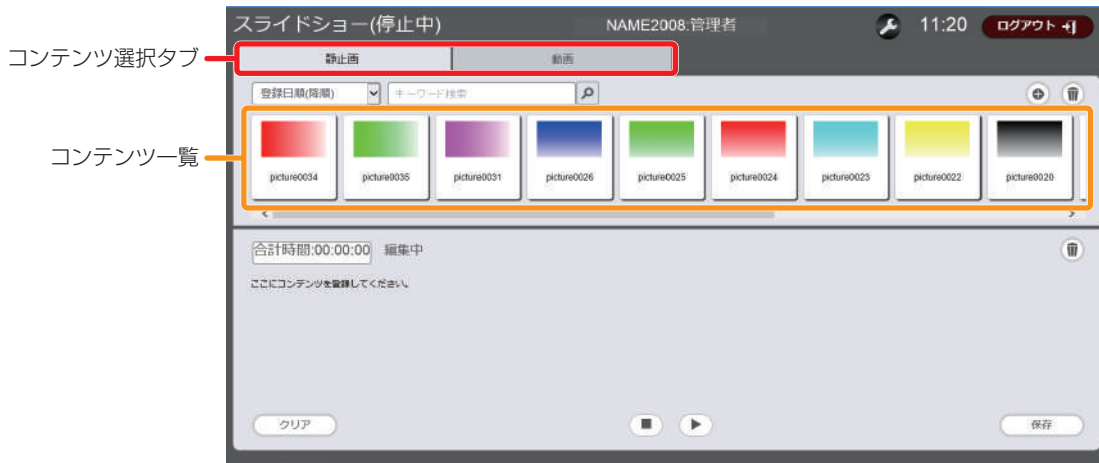 スライドショー(停止中)
NAME2008:管理者
11:20
ログアウト
コンテンツ選択タブ
静止画
動画
登録日順(降順)
キーワード検索
コンテンツ一覧
picture0034
picture0035
picture0031
picture0026
picture0025
picture0024
picture0023
picture0022
picture0020
合計時間:00:00:00 編集中
ここにコンテンツを登録してください。
クリア
保存